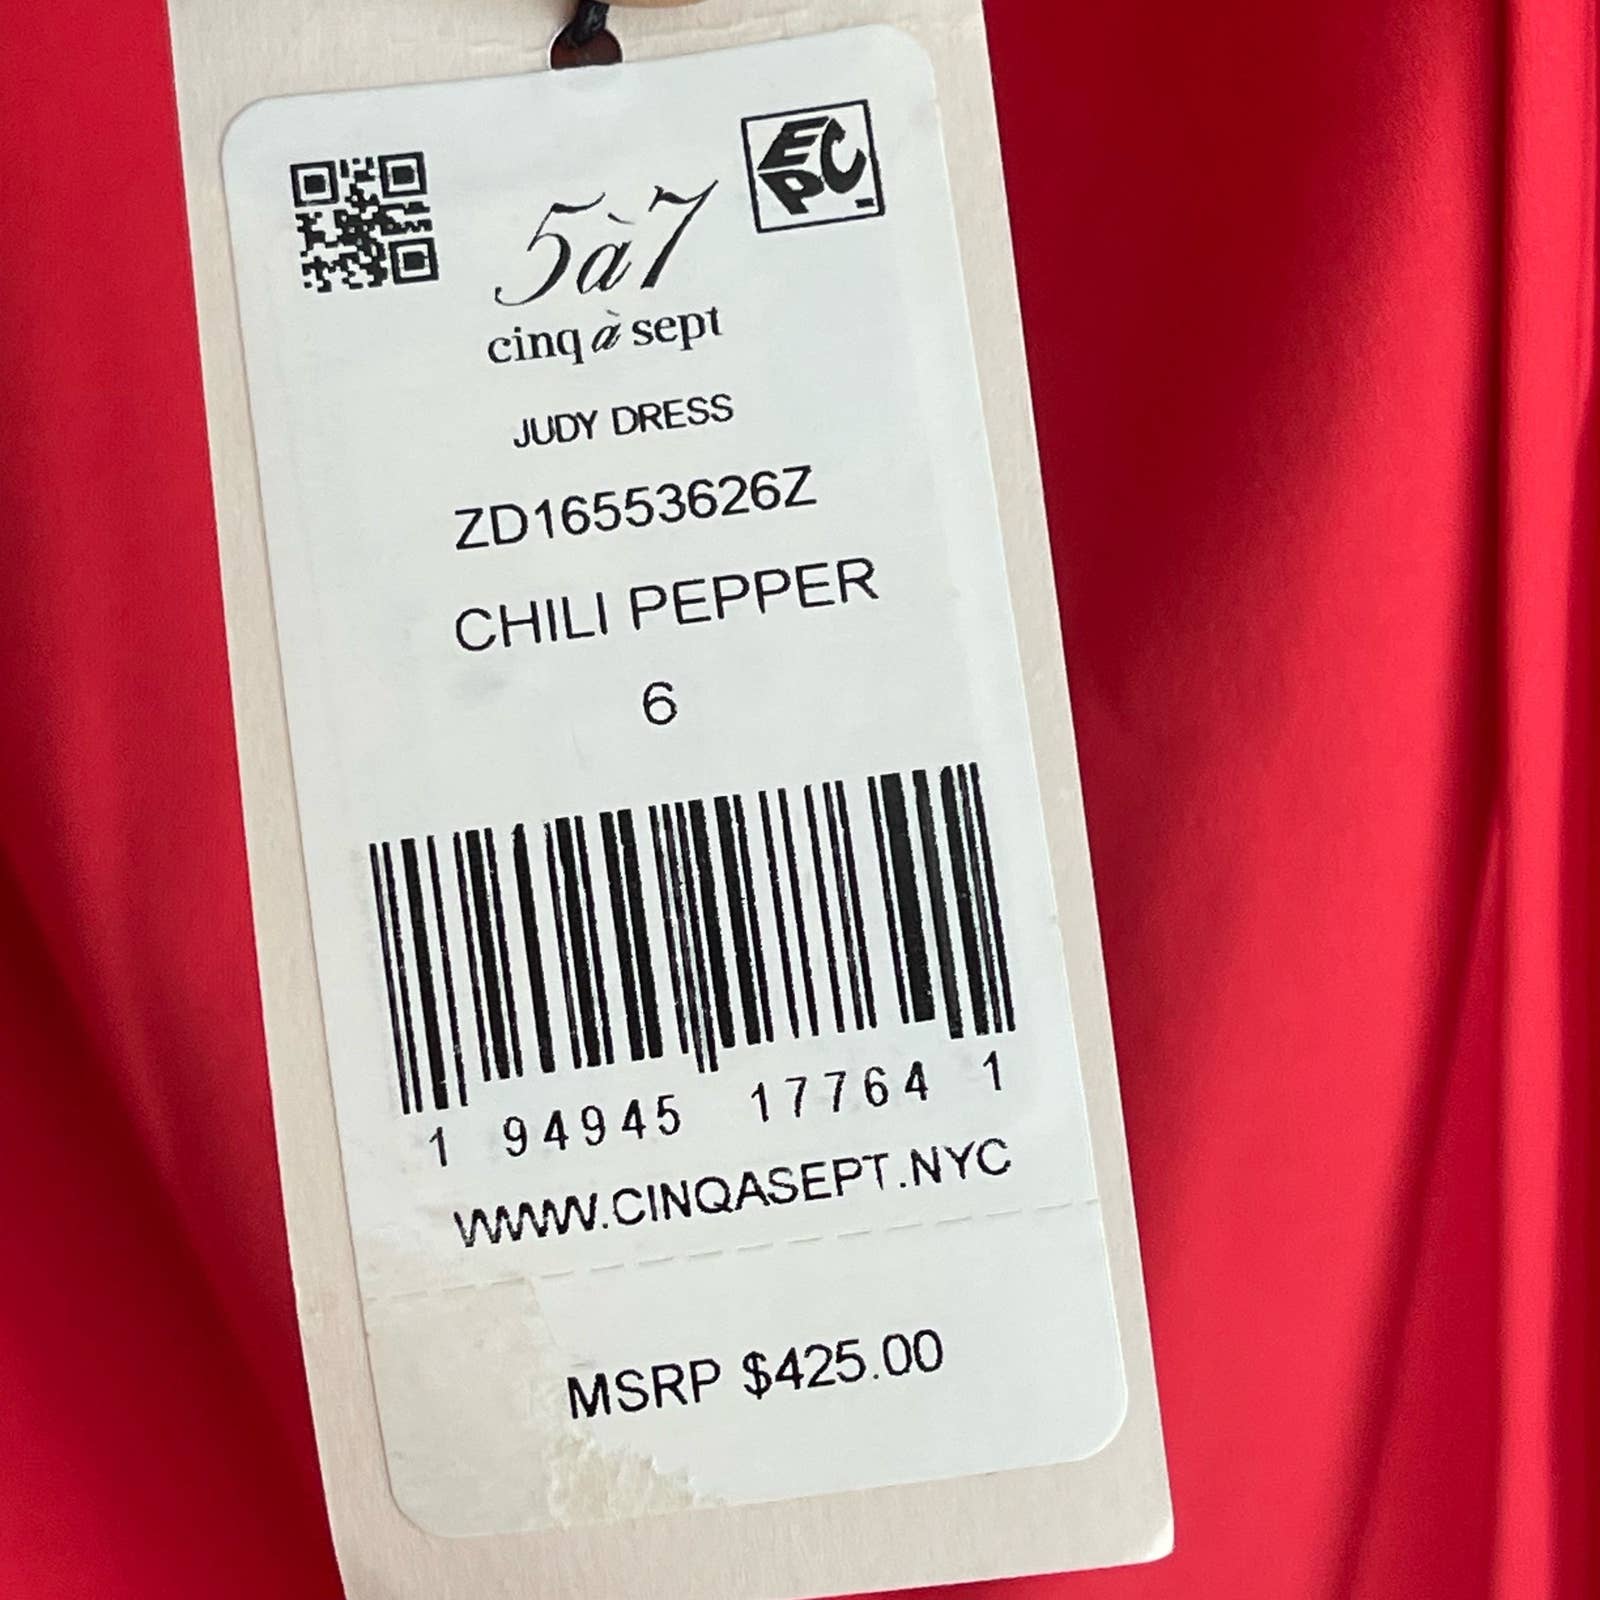 EPC
5à7
cinq à sept
JUDY DRESS
ZD16553626Z
CHILI PEPPER
6
1 94945 17764 1
WWW.CINQASEPT.NYC
MSRP $425.00